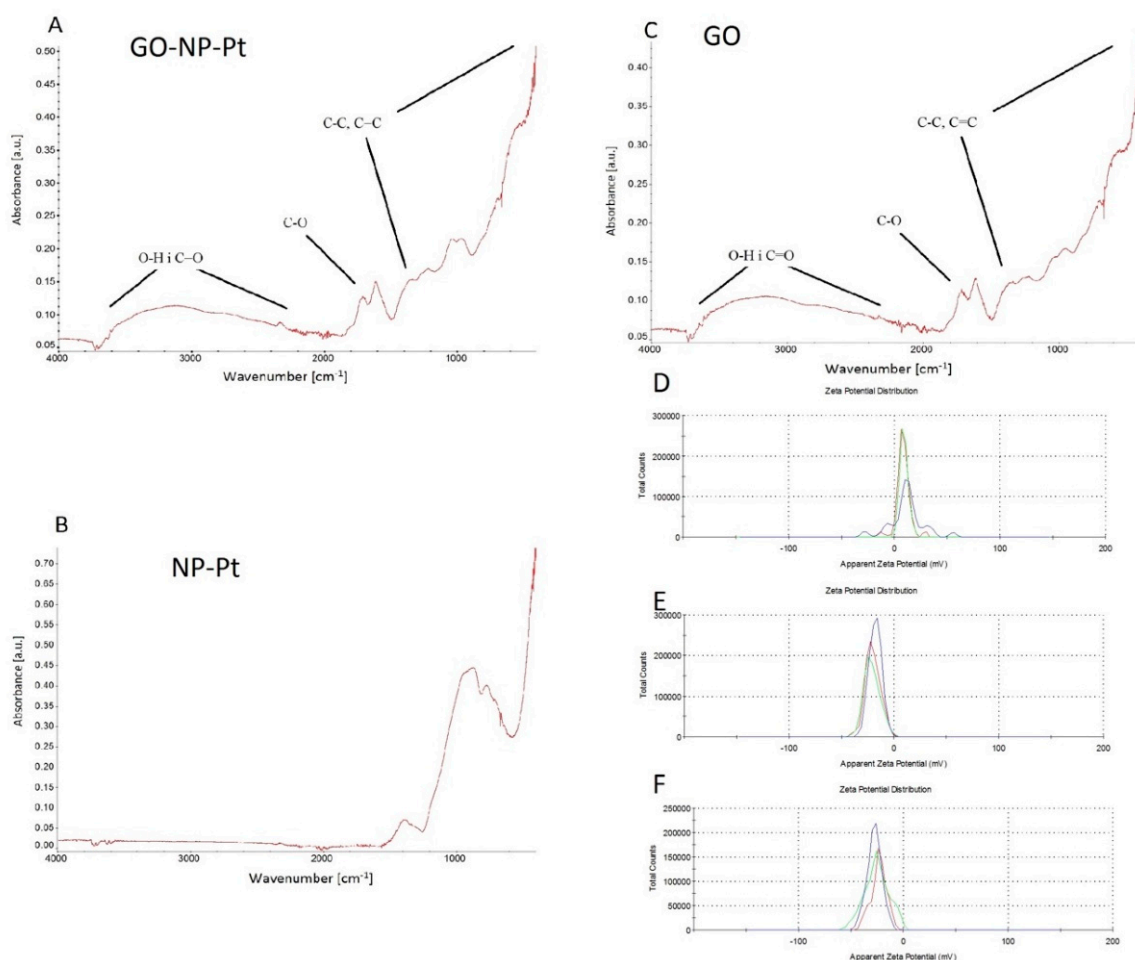 A
GO-NP-Pt
0.50
0.45
0.40
0.35
0.30
0.25
0.20
0.15
0.10
0.05
Absorbance [a.u.]
C-C, C–C
C-O
O-H i C–O
4000
3000
2000
1000
Wavenumber [cm-1]
C
GO
0.40
0.35
0.30
0.25
0.20
0.15
0.10
0.05
Absorbance [a.u.]
C-C, C=C
C-O
O-H i C=O
4000
3000
2000
1000
Wavenumber [cm-1]
B
NP-Pt
0.70
0.65
0.60
0.55
0.50
0.45
0.40
0.35
0.30
0.25
0.20
0.15
0.10
0.05
0.00
Absorbance [a.u.]
4000
3000
2000
1000
Wavenumber [cm-1]
D
Zeta Potential Distribution
300000
200000
100000
0
Total Counts
-100
0
100
200
Apparent Zeta Potential (mV)
E
Zeta Potential Distribution
300000
200000
100000
0
Total Counts
-100
0
100
200
Apparent Zeta Potential (mV)
F
Zeta Potential Distribution
250000
200000
150000
100000
50000
0
Total Counts
-100
0
100
200
Apparent Zeta Potential (mV)